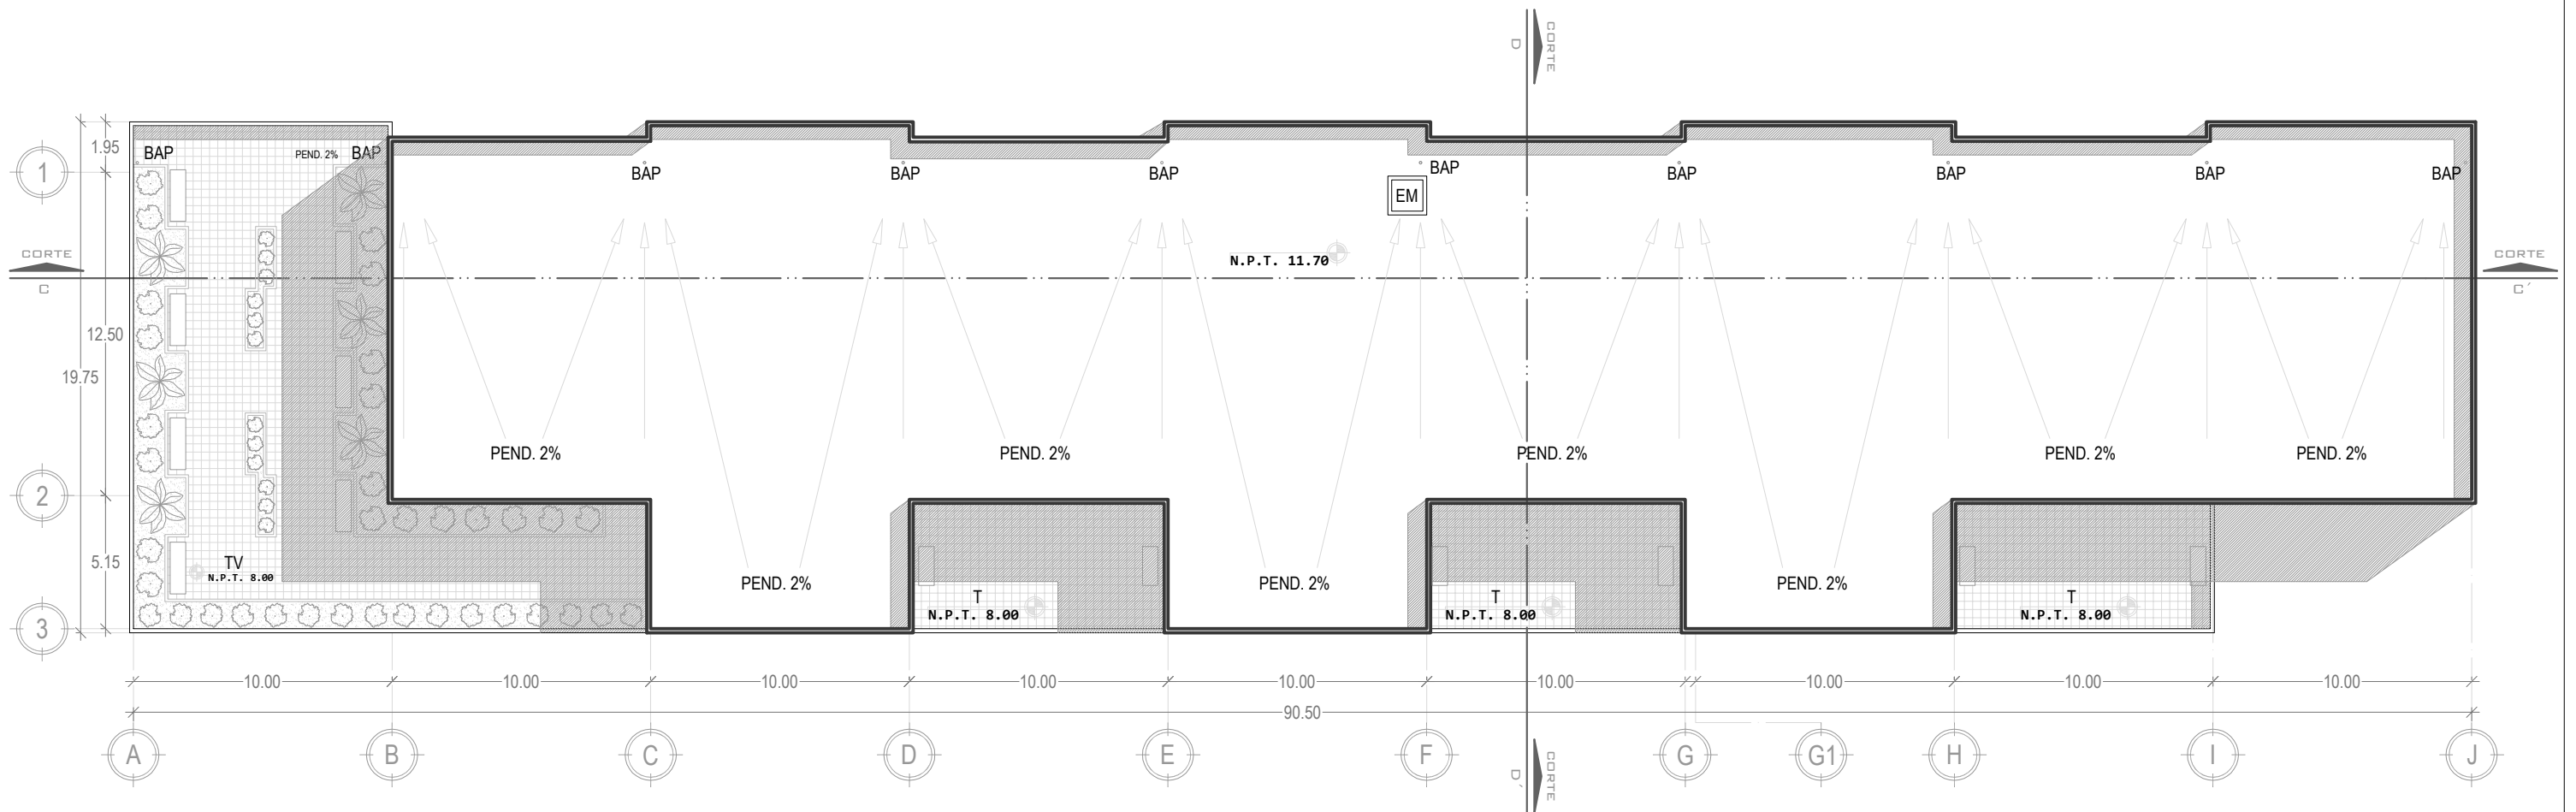 D
CORTE
1.95
BAP
PEND. 2%
BAP
1
BAP
BAP
BAP
BAP
BAP
BAP
BAP
BAP
EM
CORTE
C
N.P.T. 11.70
CORTE
C´
12.50
19.75
PEND. 2%
PEND. 2%
PEND. 2%
PEND. 2%
PEND. 2%
2
5.15
TV
N.P.T. 8.00
PEND. 2%
PEND. 2%
PEND. 2%
T
N.P.T. 8.00
T
N.P.T. 8.00
T
N.P.T. 8.00
3
10.00
10.00
10.00
10.00
10.00
10.00
10.00
10.00
10.00
90.50
A
B
C
D
E
F
G
G1
H
I
J
D´
CORTE